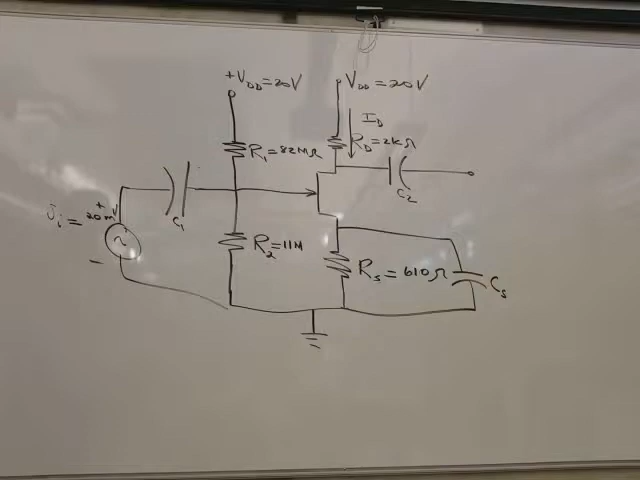 +VDD=20V
VDD=20V
ID
R1=82MΩ
RD=2kΩ
C1
C2
vi=
+
20mV
~
-
R2=11M
Rs=610Ω
Cs